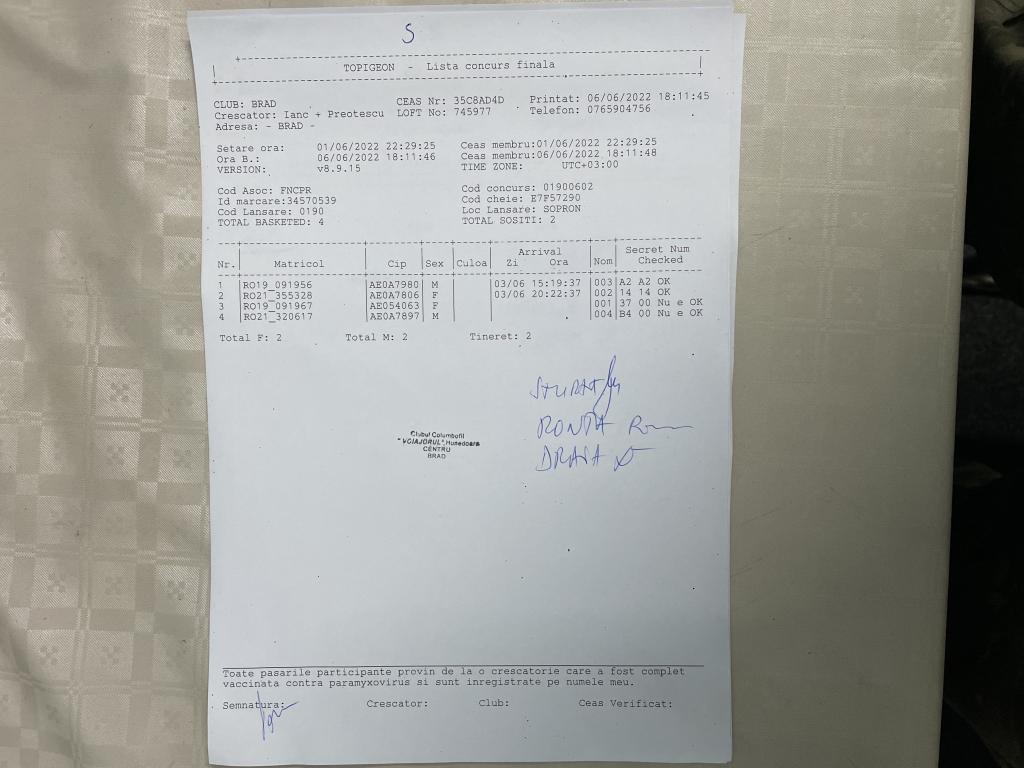 S
TOPIGEON - Lista concurs finala
CLUB: BRAD CEAS Nr: 35C8AD4D Printat: 06/06/2022 18:11:45
Crescator: Ianc + Preotescu LOFT No: 745977 Telefon: 0765904756
Adresa: - BRAD -
Setare ora: 01/06/2022 22:29:25 Ceas membru:01/06/2022 22:29:25
Ora B.: 06/06/2022 18:11:46 Ceas membru:06/06/2022 18:11:48
VERSION: v8.9.15 TIME ZONE: UTC+03:00
Cod Asoc: FNCPR Cod concurs: 01900602
Id marcare:34570539 Cod cheie: E7F57290
Cod Lansare: 0190 Loc Lansare: SOPRON
TOTAL BASKETED: 4 TOTAL SOSITI: 2
Arrival Secret Num
Nr. Matricol Cip Sex Culoa Zi Ora Nom Checked
1 RO19_091956 AE0A7980 M 03/06 15:19:37 003 A2 A2 OK
2 RO21_355328 AE0A7806 F 03/06 20:22:37 002 14 14 OK
3 RO19_091967 AE054063 F 001 37 00 Nu e OK
4 RO21_320617 AE0A7897 M 004 B4 00 Nu e OK
Total F: 2 Total M: 2 Tineret: 2
RONTA
Clubul Columbofil
"VOIAJORUL" Hunedoara
CENTRU
BRAD
Toate pasarile participante provin de la o crescatorie care a fost complet
vaccinata contra paramyxovirus si sunt inregistrate pe numele meu.
Semnatura: Crescator: Club: Ceas Verificat: